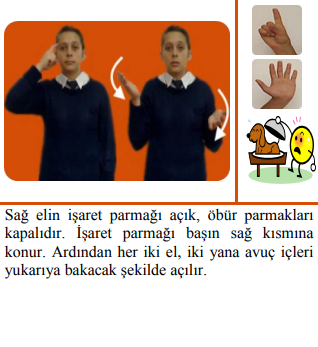 Sağ elin işaret parmağı açık, öbür parmakları
kapalıdır. İşaret parmağı başın sağ kısmına
konur. Ardından her iki el, iki yana avuç içleri
yukarıya bakacak şekilde açılır.